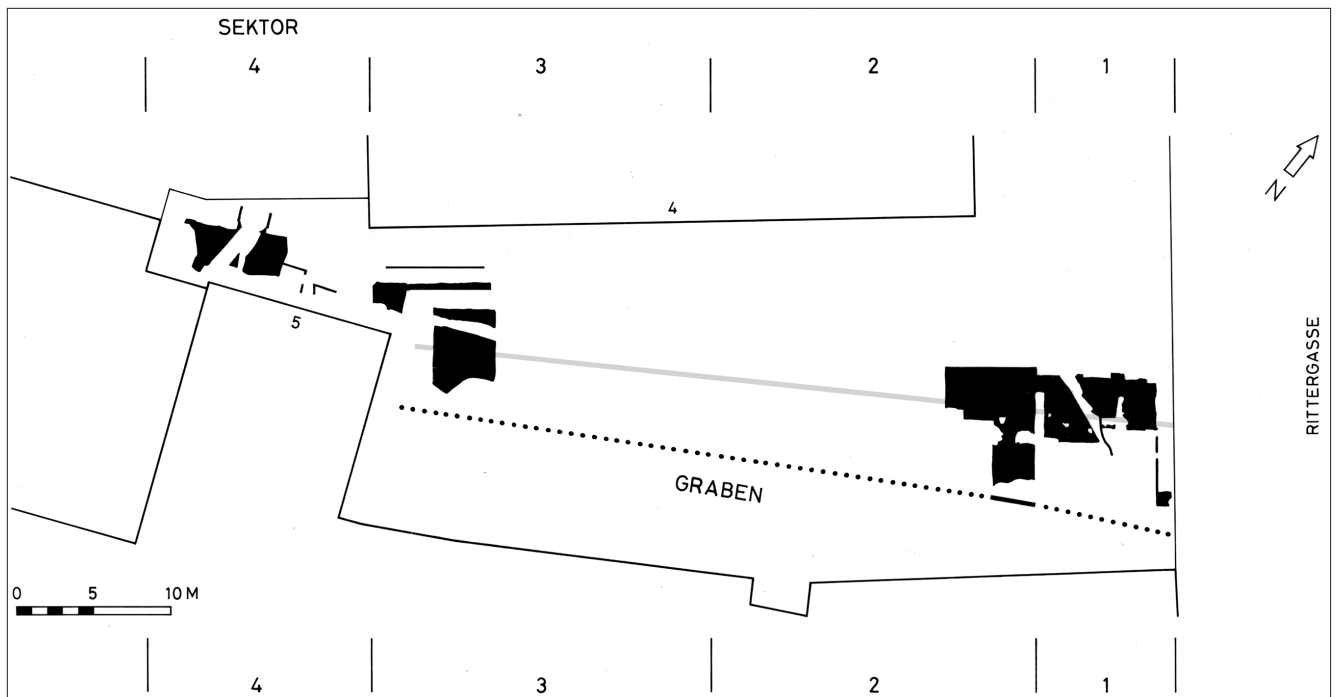 SEKTOR
4 3 2 1
N
4
RITTERGASSE
5
GRABEN
0 5 10 M
4 3 2 1